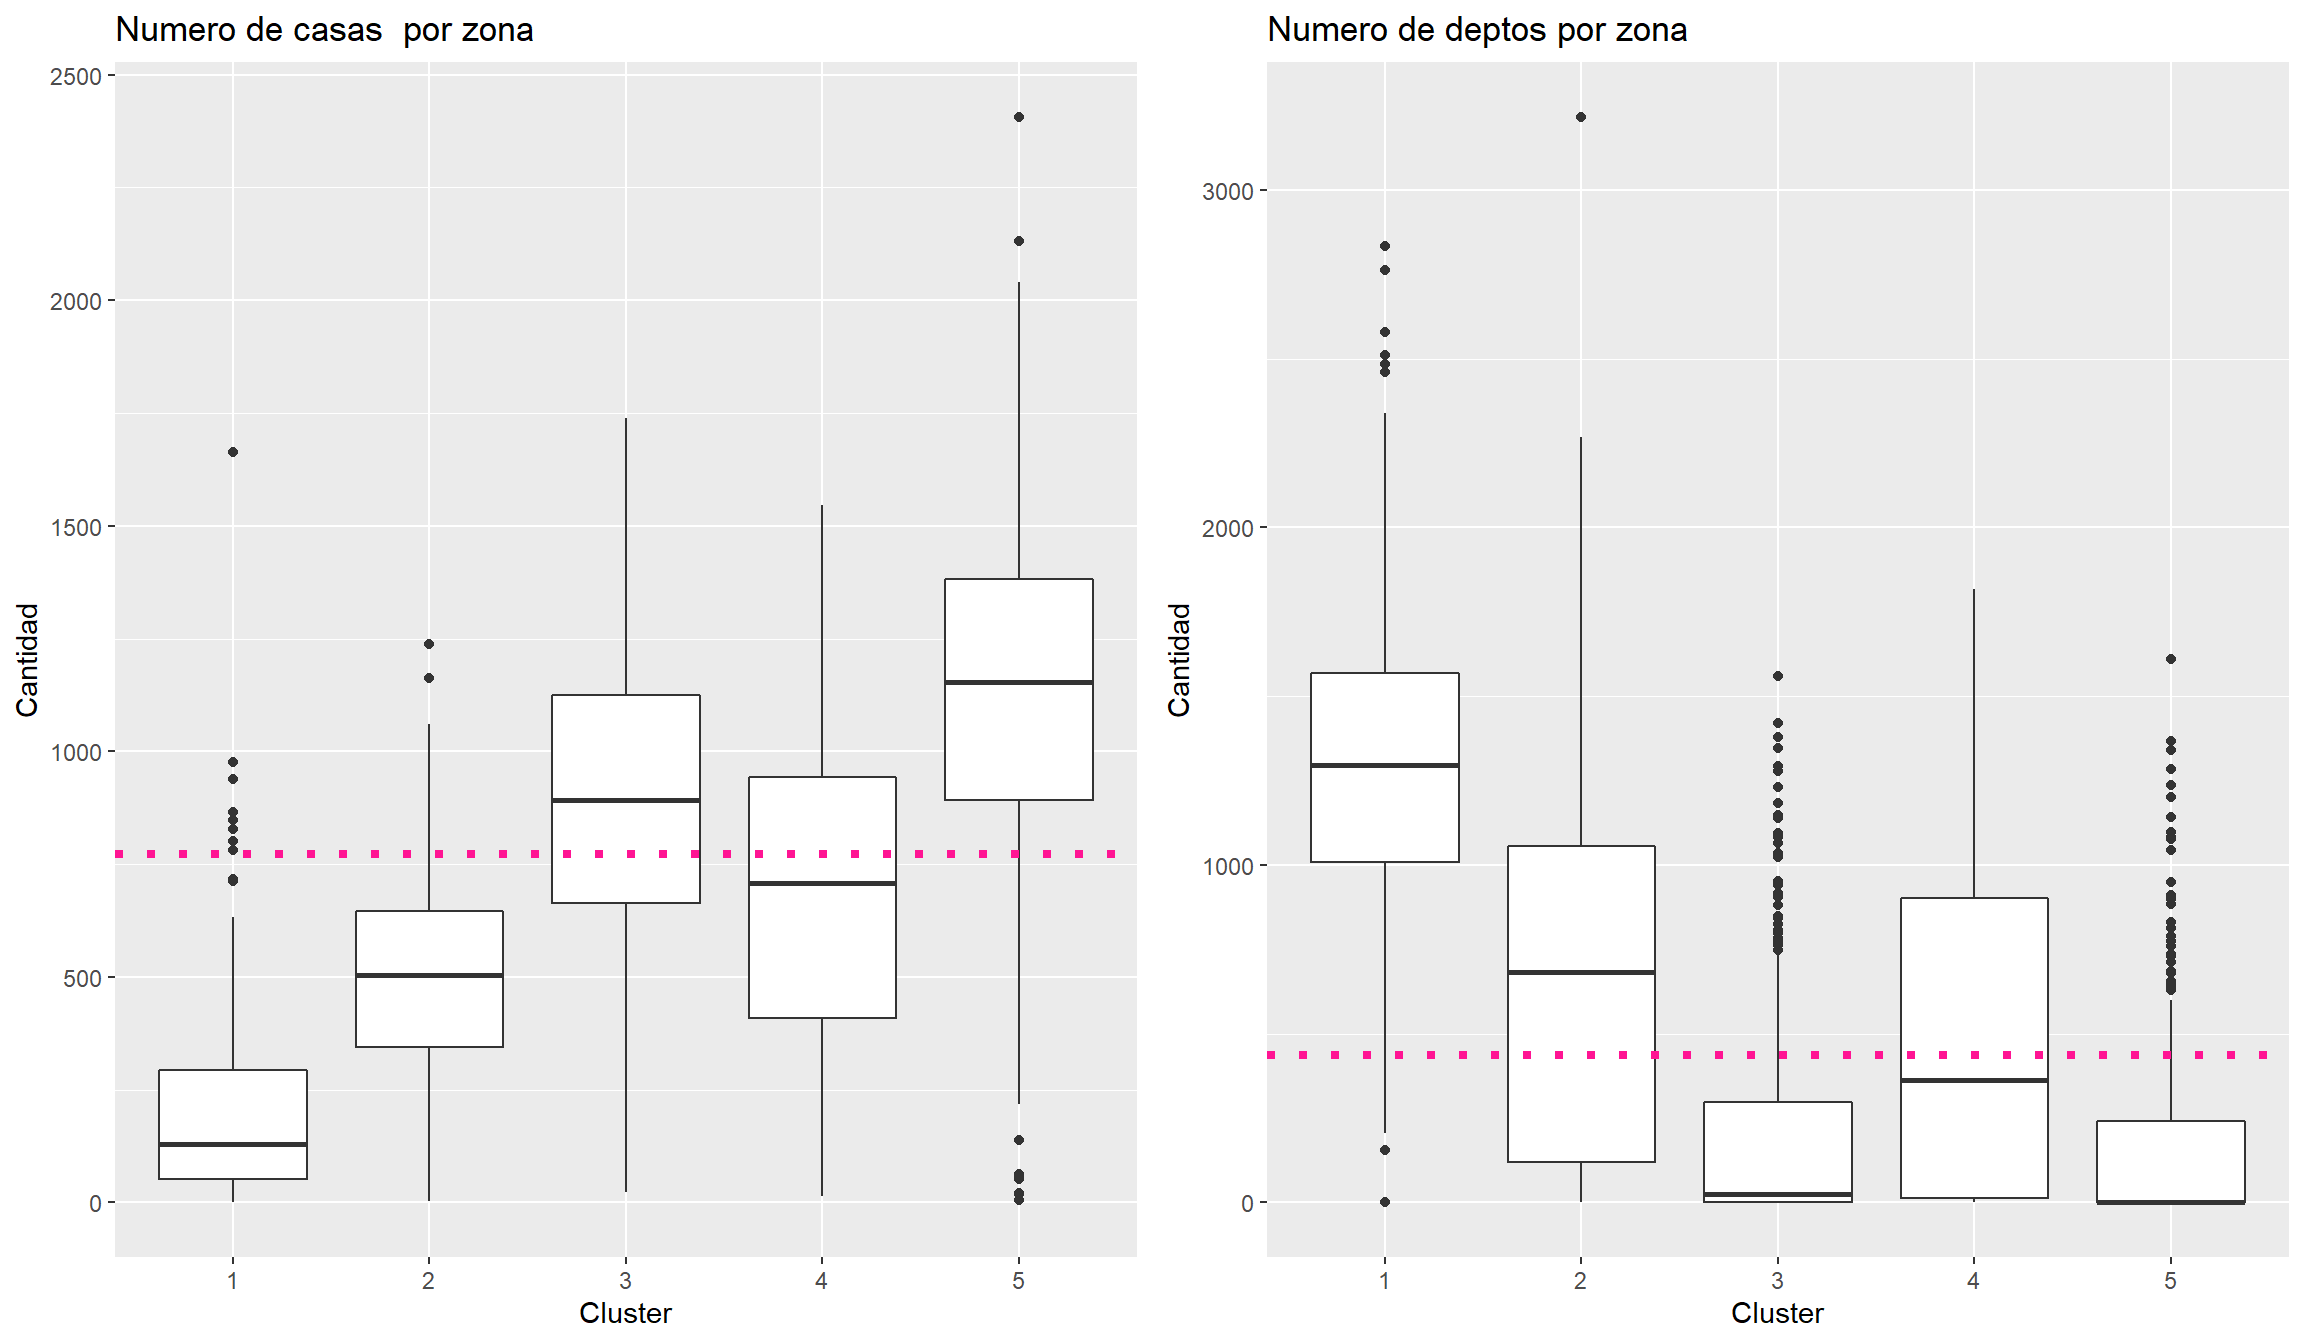 Numero de casas  por zona
2500
2000
1500
1000
500
0
Cantidad
1 2 3 4 5
Cluster
Numero de deptos por zona
3000
2000
1000
0
Cantidad
1 2 3 4 5
Cluster